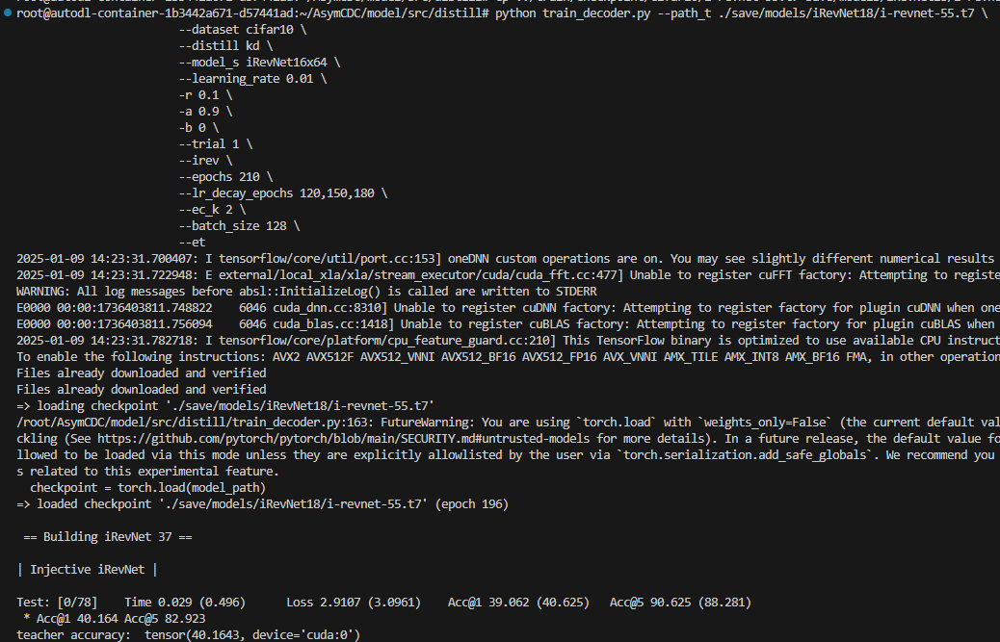 root@autodl-container-1b3442a671-d57441ad:~/AsymCDC/model/src/distill# python train_decoder.py --path_t ./save/models/iRevNet18/i-revnet-55.t7 \
--dataset cifar10 \
--distill kd \
--model_s iRevNet16x64 \
--learning_rate 0.01 \
-r 0.1 \
-a 0.9 \
-b 0 \
--trial 1 \
--irev \
--epochs 210 \
--lr_decay_epochs 120,150,180 \
--ec_k 2 \
--batch_size 128 \
--et
2025-01-09 14:23:31.700407: I tensorflow/core/util/port.cc:153] oneDNN custom operations are on. You may see slightly different numerical results
2025-01-09 14:23:31.722948: E external/local_xla/xla/stream_executor/cuda/cuda_fft.cc:477] Unable to register cuFFT factory: Attempting to registe
WARNING: All log messages before absl::InitializeLog() is called are written to STDERR
E0000 00:00:1736403811.748822    6046 cuda_dnn.cc:8310] Unable to register cuDNN factory: Attempting to register factory for plugin cuDNN when one
E0000 00:00:1736403811.756094    6046 cuda_blas.cc:1418] Unable to register cuBLAS factory: Attempting to register factory for plugin cuBLAS when
2025-01-09 14:23:31.782718: I tensorflow/core/platform/cpu_feature_guard.cc:210] This TensorFlow binary is optimized to use available CPU instruct
To enable the following instructions: AVX2 AVX512F AVX512_VNNI AVX512_BF16 AVX512_FP16 AVX_VNNI AMX_TILE AMX_INT8 AMX_BF16 FMA, in other operation
Files already downloaded and verified
Files already downloaded and verified
=> loading checkpoint './save/models/iRevNet18/i-revnet-55.t7'
/root/AsymCDC/model/src/distill/train_decoder.py:163: FutureWarning: You are using `torch.load` with `weights_only=False` (the current default val
ckling (See https://github.com/pytorch/pytorch/blob/main/SECURITY.md#untrusted-models for more details). In a future release, the default value fo
llowed to be loaded via this mode unless they are explicitly allowlisted by the user via `torch.serialization.add_safe_globals`. We recommend you
s related to this experimental feature.
checkpoint = torch.load(model_path)
=> loaded checkpoint './save/models/iRevNet18/i-revnet-55.t7' (epoch 196)
== Building iRevNet 37 ==
| Injective iRevNet |
Test: [0/78]    Time 0.029 (0.496)    Loss 2.9107 (3.0961)    Acc@1 39.062 (40.625)    Acc@5 90.625 (88.281)
* Acc@1 40.164 Acc@5 82.923
teacher accuracy:  tensor(40.1643, device='cuda:0')